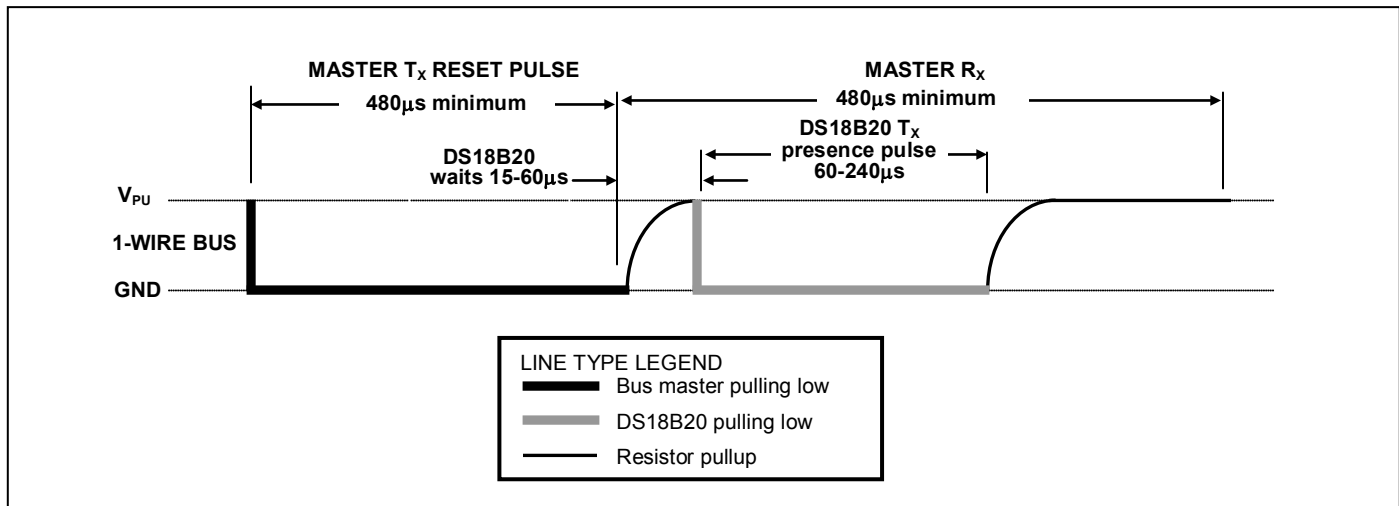 MASTER TX RESET PULSE
480μs minimum
MASTER RX
480μs minimum
DS18B20 TX
presence pulse
60-240μs
DS18B20
waits 15-60μs
VPU
1-WIRE BUS
GND
LINE TYPE LEGEND
Bus master pulling low
DS18B20 pulling low
Resistor pullup